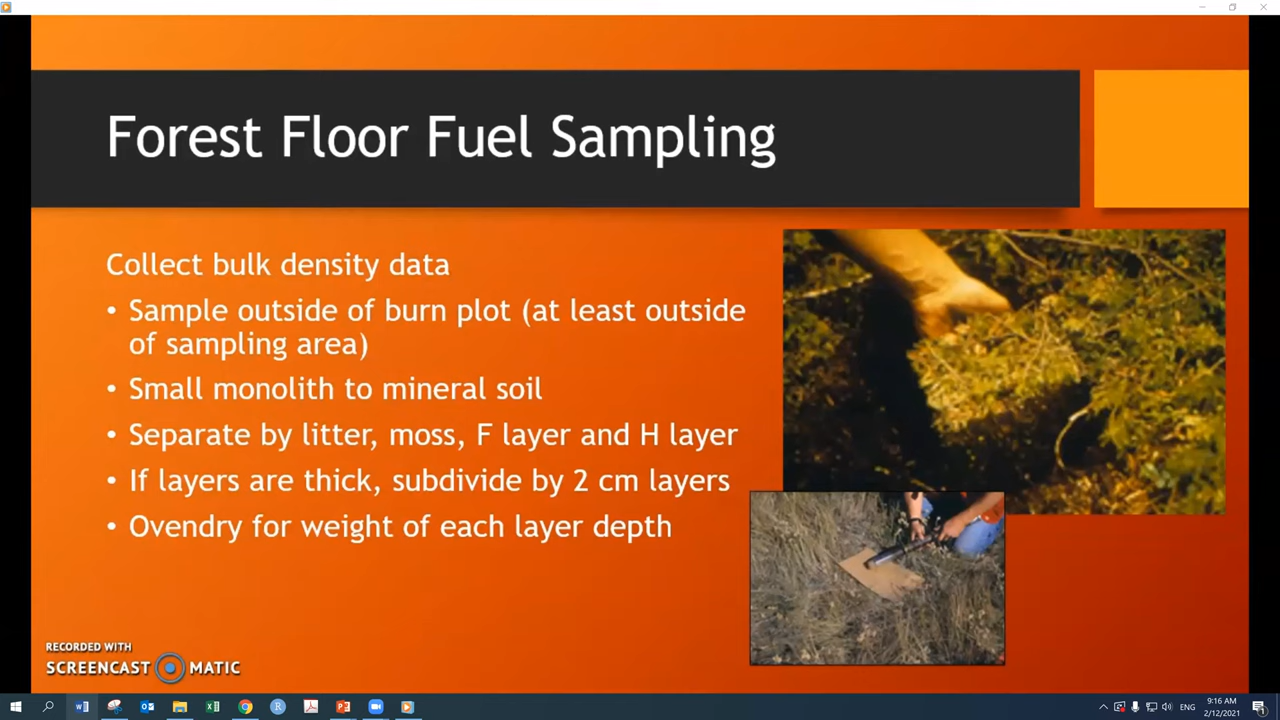 Forest Floor Fuel Sampling
Collect bulk density data
• Sample outside of burn plot (at least outside
of sampling area)
• Small monolith to mineral soil
• Separate by litter, moss, F layer and H layer
• If layers are thick, subdivide by 2 cm layers
• Ovendry for weight of each layer depth
RECORDED WITH
SCREENCAST MATIC
ENG
9:16 AM
2/12/2021